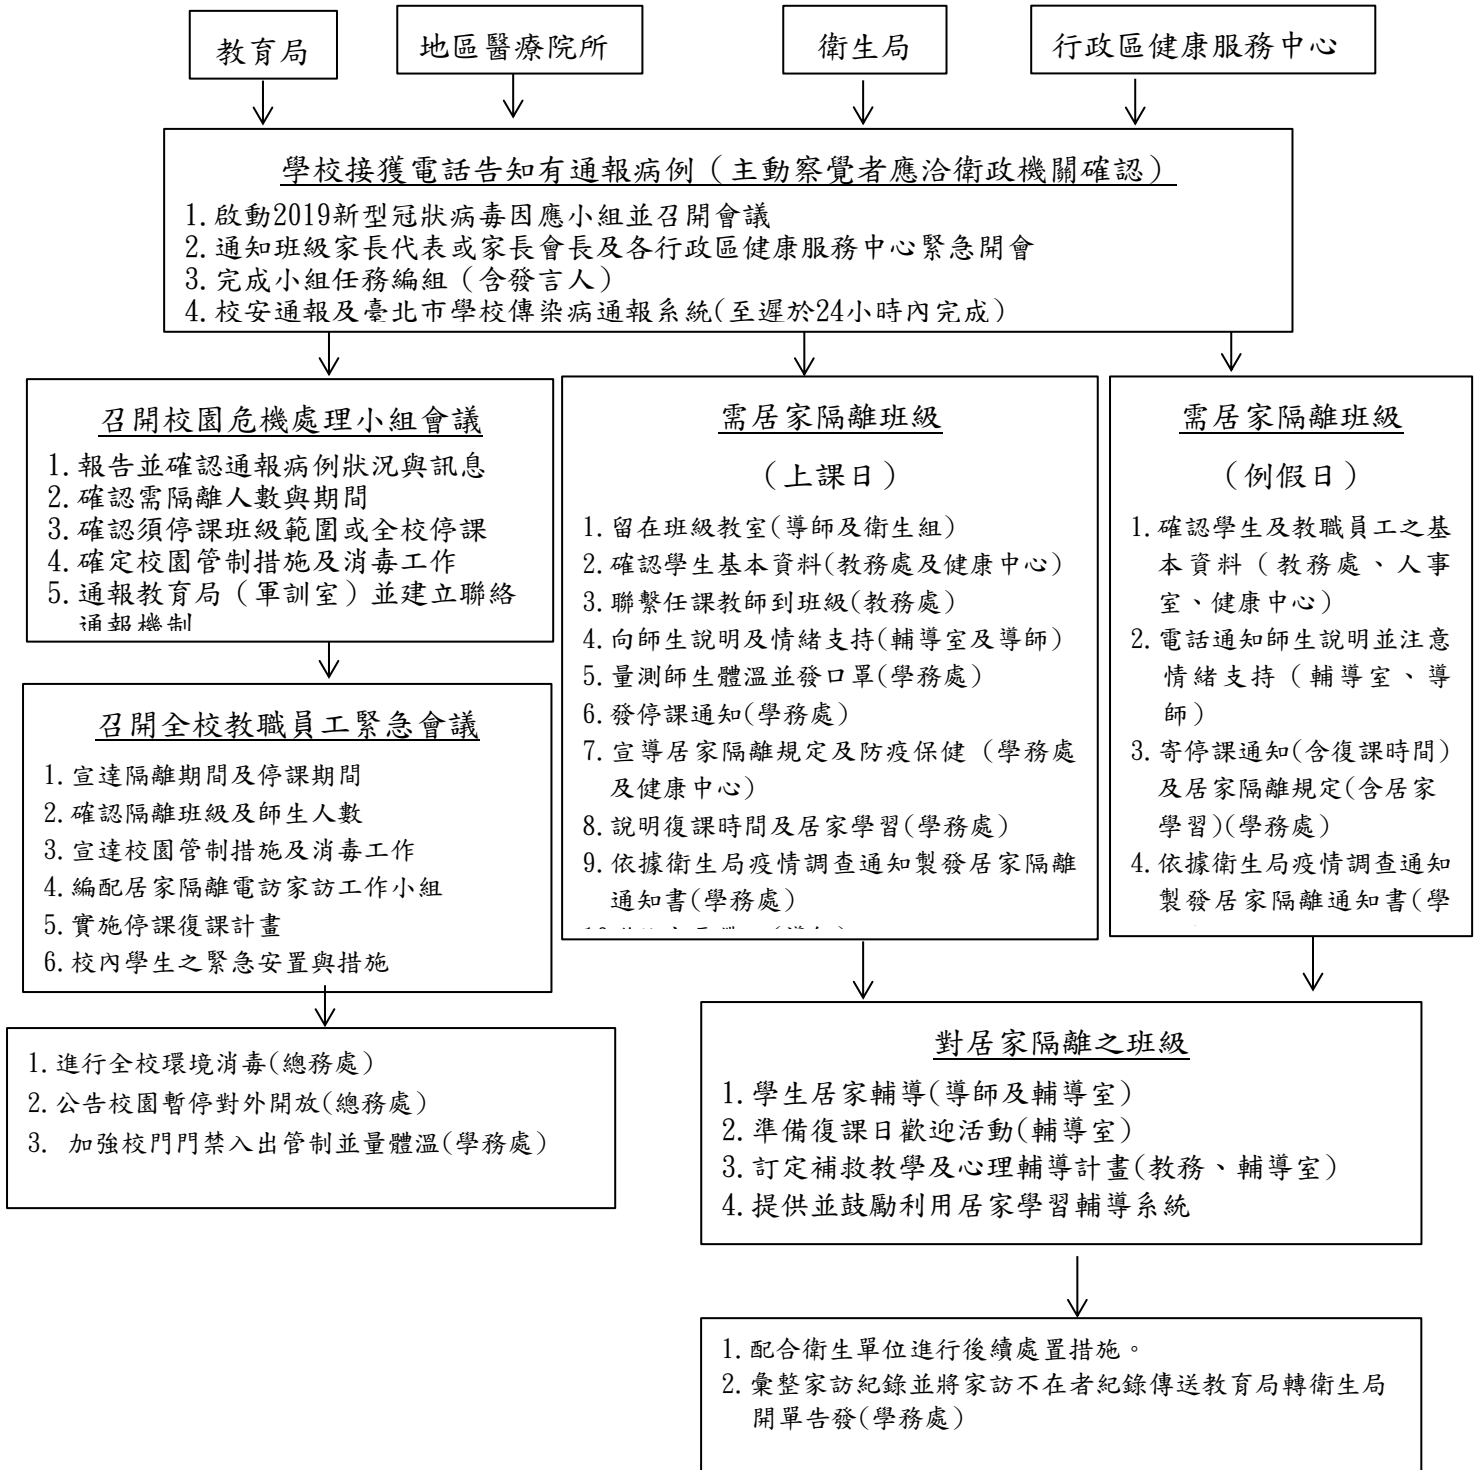 教育局
地區醫療院所
衛生局
行政區健康服務中心
學校接獲電話告知有通報病例（主動察覺者應洽衛政機關確認）
1.啟動2019新型冠狀病毒因應小組並召開會議
2.通知班級家長代表或家長會長及各行政區健康服務中心緊急開會
3.完成小組任務編組（含發言人）
4.校安通報及臺北市學校傳染病通報系統(至遲於24小時內完成)
召開校園危機處理小組會議
1.報告並確認通報病例狀況與訊息
2.確認需隔離人數與期間
3.確認須停課班級範圍或全校停課
4.確定校園管制措施及消毒工作
5.通報教育局（軍訓室）並建立聯絡
通報機制
召開全校教職員工緊急會議
1.宣達隔離期間及停課期間
2.確認隔離班級及師生人數
3.宣達校園管制措施及消毒工作
4.編配居家隔離電訪家訪工作小組
5.實施停課復課計畫
6.校內學生之緊急安置與措施
1.進行全校環境消毒(總務處)
2.公告校園暫停對外開放(總務處)
3. 加強校門門禁入出管制並量體溫(學務處)
需居家隔離班級
（上課日）
1.留在班級教室(導師及衛生組)
2.確認學生基本資料(教務處及健康中心)
3.聯繫任課教師到班級(教務處)
4.向師生說明及情緒支持(輔導室及導師)
5.量測師生體溫並發口罩(學務處)
6.發停課通知(學務處)
7.宣導居家隔離規定及防疫保健（學務處
及健康中心)
8.說明復課時間及居家學習(學務處)
9.依據衛生局疫情調查通知製發居家隔離
通知書(學務處)
需居家隔離班級
（例假日）
1.確認學生及教職員工之基
本資料（教務處、人事
室、健康中心）
2.電話通知師生說明並注意
情緒支持（輔導室、導
師）
3.寄停課通知(含復課時間)
及居家隔離規定(含居家
學習)(學務處)
4.依據衛生局疫情調查通知
製發居家隔離通知書(學
對居家隔離之班級
1.學生居家輔導(導師及輔導室)
2.準備復課日歡迎活動(輔導室)
3.訂定補救教學及心理輔導計畫(教務、輔導室)
4.提供並鼓勵利用居家學習輔導系統
1.配合衛生單位進行後續處置措施。
2.彙整家訪紀錄並將家訪不在者紀錄傳送教育局轉衛生局
開單告發(學務處)